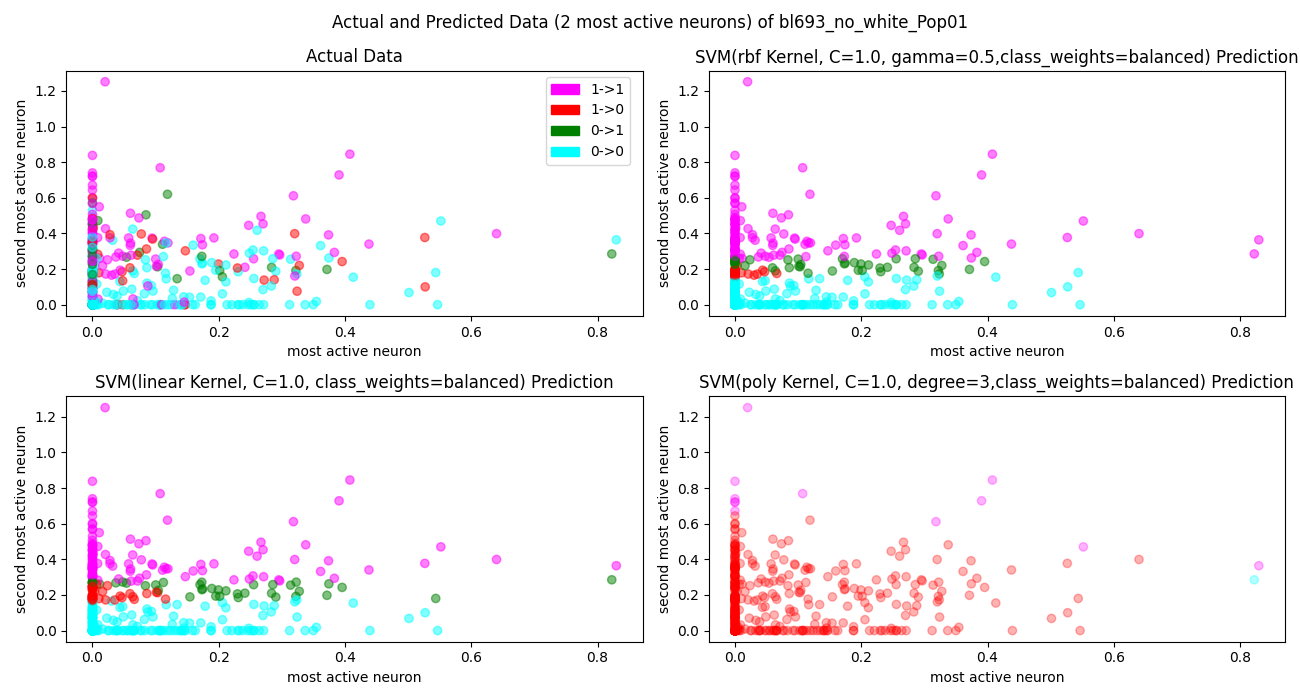 Actual and Predicted Data (2 most active neurons) of bl693_no_white_Pop01
Actual Data
1.2
1.0
0.8
0.6
0.4
0.2
0.0
second most active neuron
1->1
1->0
0->1
0->0
0.0 0.2 0.4 0.6 0.8
most active neuron
SVM(rbf Kernel, C=1.0, gamma=0.5,class_weights=balanced) Prediction
1.2
1.0
0.8
0.6
0.4
0.2
0.0
second most active neuron
0.0 0.2 0.4 0.6 0.8
most active neuron
SVM(linear Kernel, C=1.0, class_weights=balanced) Prediction
1.2
1.0
0.8
0.6
0.4
0.2
0.0
second most active neuron
0.0 0.2 0.4 0.6 0.8
most active neuron
SVM(poly Kernel, C=1.0, degree=3,class_weights=balanced) Prediction
1.2
1.0
0.8
0.6
0.4
0.2
0.0
second most active neuron
0.0 0.2 0.4 0.6 0.8
most active neuron